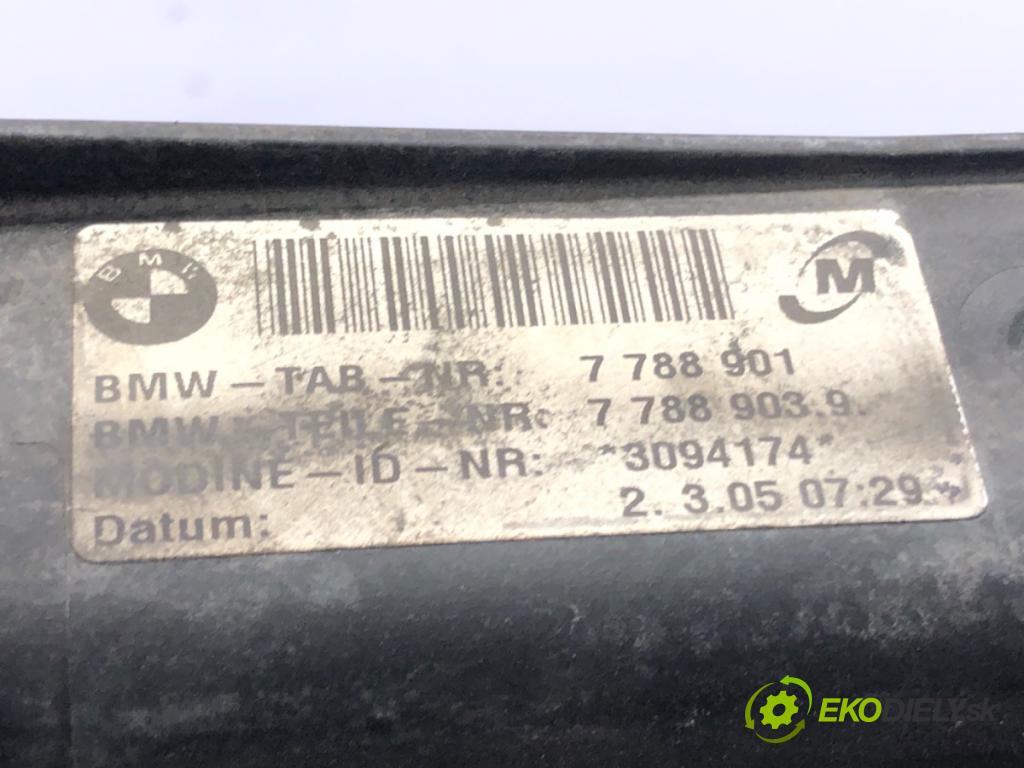 BMW
M
BMW-TAB-NR: 7 788 901
BMW-TEILE-NR: 7 788 903.9
MODINE-ID-NR: *3094174*
Datum: 2. 3.05 07:29
EKODIELY.sk